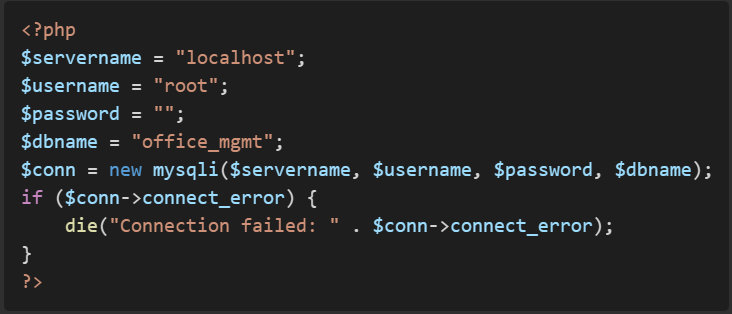 <?php
$servername = "localhost";
$username = "root";
$password = "";
$dbname = "office_mgmt";
$conn = new mysqli($servername, $username, $password, $dbname);
if ($conn->connect_error) {
    die("Connection failed: " . $conn->connect_error);
}
?>